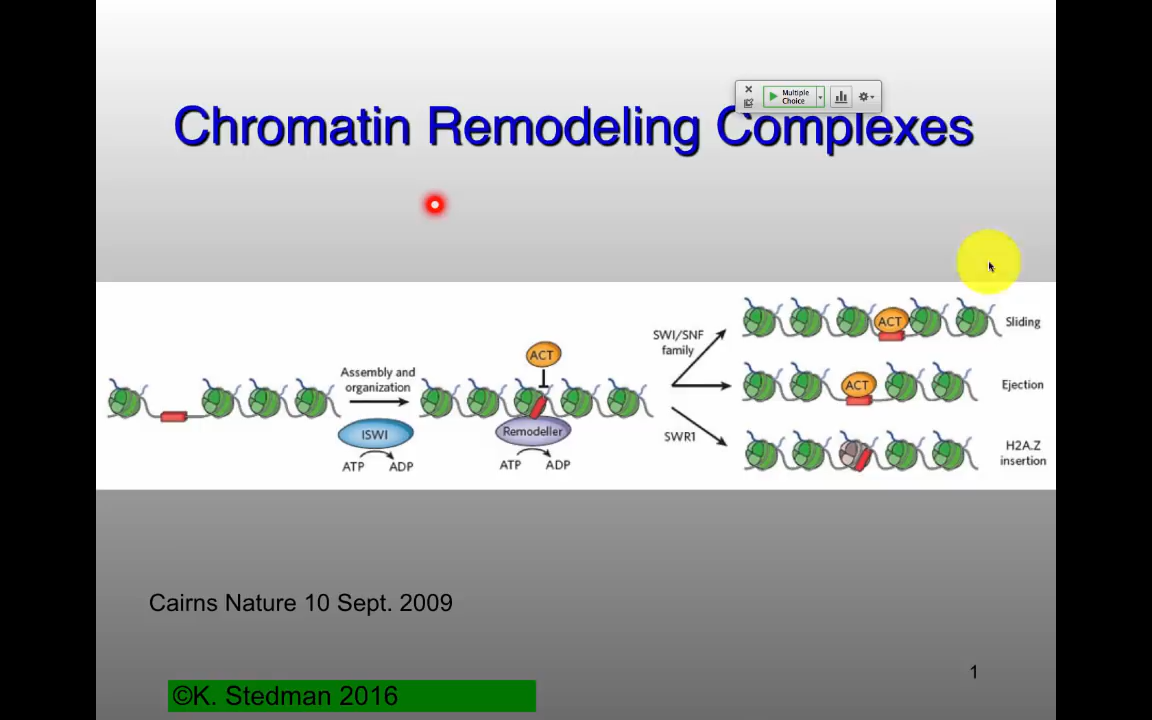 Multiple
Choice
Chromatin Remodeling Complexes
ACT
Assembly and
organization
ISWI
ATP ADP
ACT
Remodeller
ATP ADP
SWI/SNF
family
SWR1
ACT
Sliding
ACT
Ejection
H2A.Z
insertion
Cairns Nature 10 Sept. 2009
1
©K. Stedman 2016